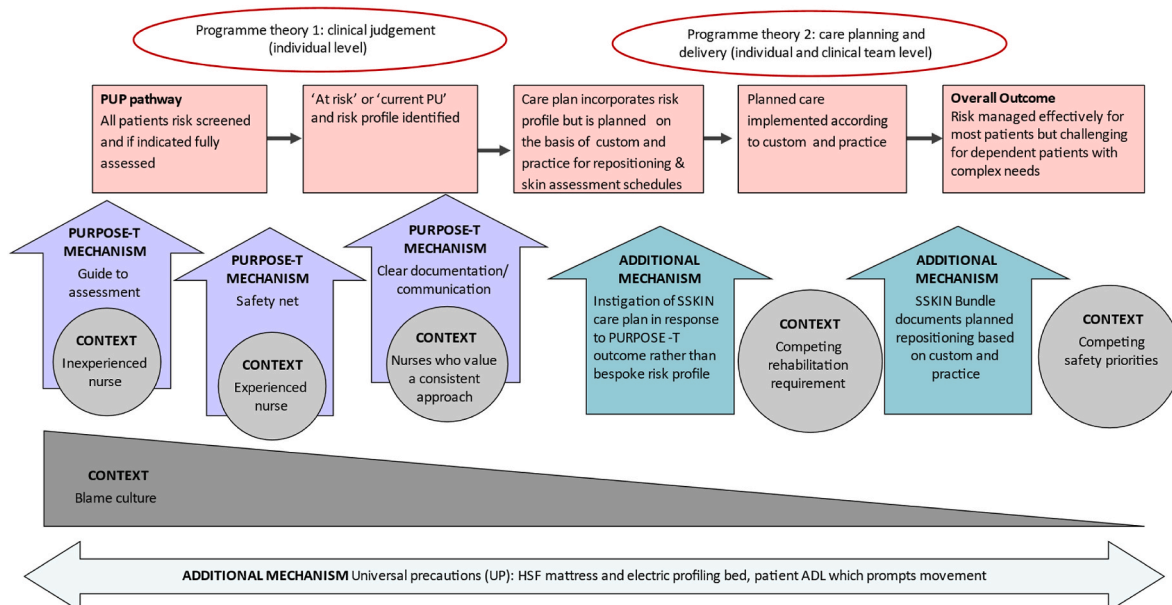 Programme theory 1: clinical judgement
(individual level)
Programme theory 2: care planning and
delivery (individual and clinical team level)
PUP pathway
All patients risk screened
and if indicated fully
assessed
‘At risk’ or ‘current PU’
and risk profile identified
Care plan incorporates risk
profile but is planned on
the basis of custom and
practice for repositioning &
skin assessment schedules
Planned care
implemented according
to custom and practice
Overall Outcome
Risk managed effectively for
most patients but challenging
for dependent patients with
complex needs
PURPOSE-T
MECHANISM
Guide to
assessment
CONTEXT
Inexperienced
nurse
PURPOSE-T
MECHANISM
Safety net
CONTEXT
Experienced
nurse
PURPOSE-T
MECHANISM
Clear documentation/
communication
CONTEXT
Nurses who value
a consistent
approach
ADDITIONAL
MECHANISM
Instigation of SSKIN
care plan in response
to PURPOSE -T
outcome rather than
bespoke risk profile
CONTEXT
Competing
rehabilitation
requirement
ADDITIONAL
MECHANISM
SSKIN Bundle
documents planned
repositioning based
on custom and
practice
CONTEXT
Competing
safety priorities
CONTEXT
Blame culture
ADDITIONAL MECHANISM Universal precautions (UP): HSF mattress and electric profiling bed, patient ADL which prompts movement